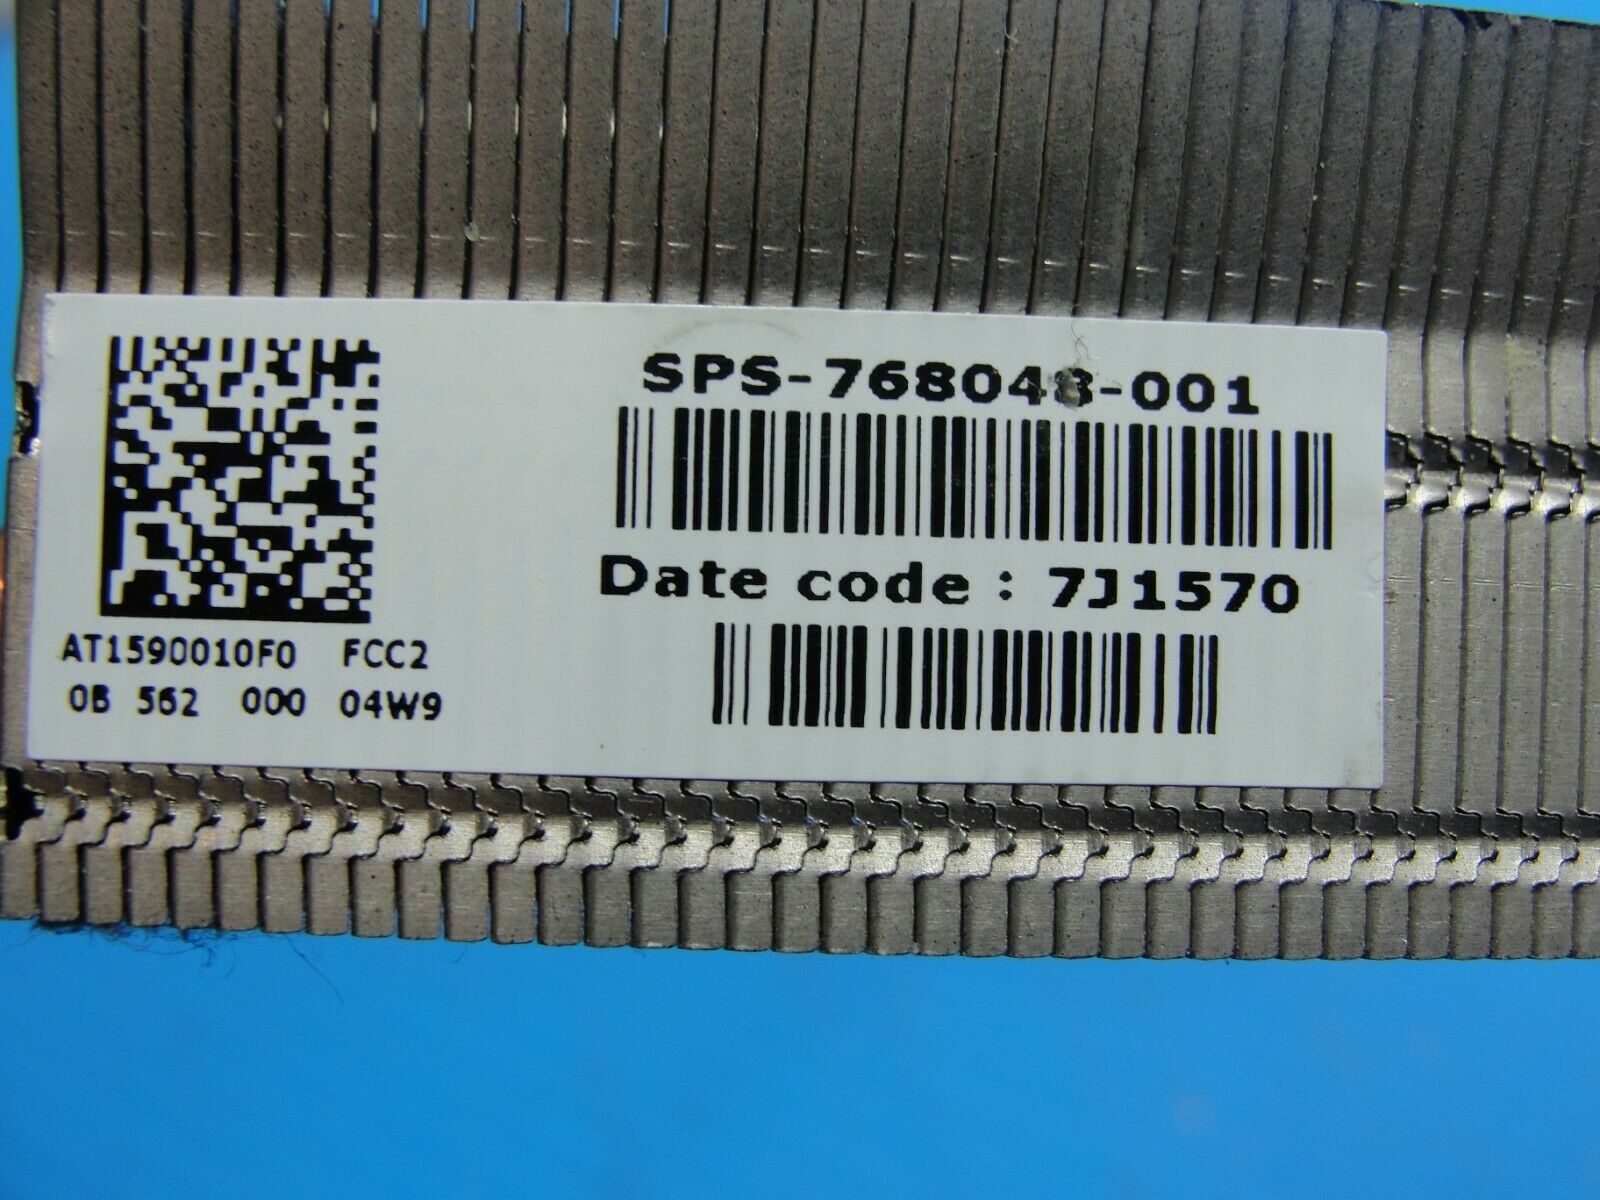 SPS-768048-001
Date code : 7J1570
AT1590010F0 FCC2
0B 562 000 04W9